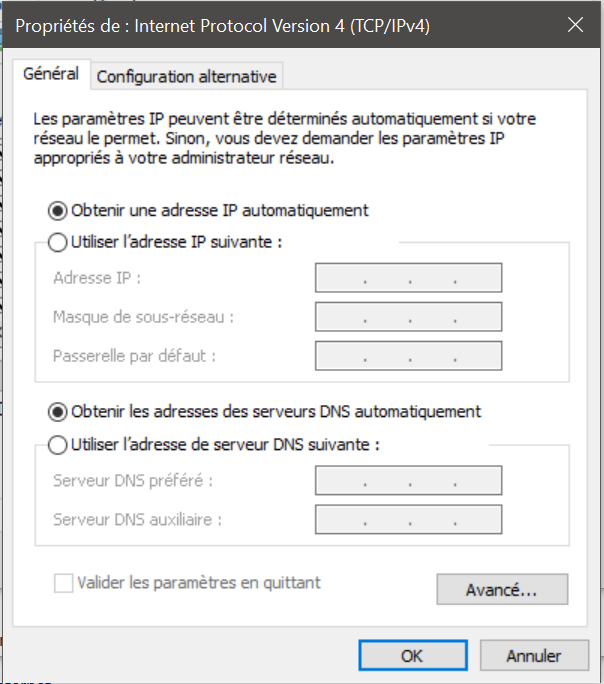 Propriétés de : Internet Protocol Version 4 (TCP/IPv4)
Général
Configuration alternative
Les paramètres IP peuvent être déterminés automatiquement si votre
réseau le permet. Sinon, vous devez demander les paramètres IP
appropriés à votre administrateur réseau.
Obtenir une adresse IP automatiquement
Utiliser l'adresse IP suivante :
Adresse IP :
Masque de sous-réseau :
Passerelle par défaut :
Obtenir les adresses des serveurs DNS automatiquement
Utiliser l'adresse de serveur DNS suivante :
Serveur DNS préféré :
Serveur DNS auxiliaire :
Valider les paramètres en quittant
Avancé...
OK
Annuler